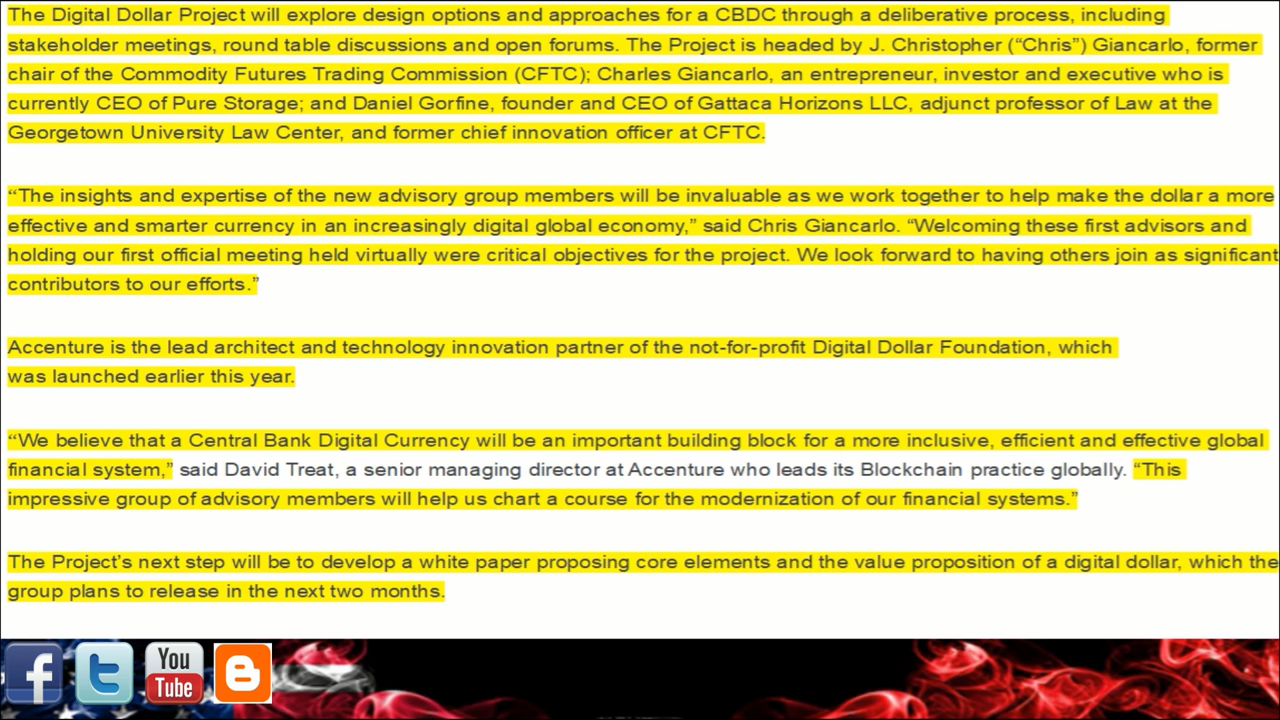 The Digital Dollar Project will explore design options and approaches for a CBDC through a deliberative process, including
stakeholder meetings, round table discussions and open forums. The Project is headed by J. Christopher (“Chris”) Giancarlo, former
chair of the Commodity Futures Trading Commission (CFTC); Charles Giancarlo, an entrepreneur, investor and executive who is
currently CEO of Pure Storage; and Daniel Gorfine, founder and CEO of Gattaca Horizons LLC, adjunct professor of Law at the
Georgetown University Law Center, and former chief innovation officer at CFTC.
“The insights and expertise of the new advisory group members will be invaluable as we work together to help make the dollar a more
effective and smarter currency in an increasingly digital global economy,” said Chris Giancarlo. “Welcoming these first advisors and
holding our first official meeting held virtually were critical objectives for the project. We look forward to having others join as significant
contributors to our efforts.”
Accenture is the lead architect and technology innovation partner of the not-for-profit Digital Dollar Foundation, which
was launched earlier this year.
“We believe that a Central Bank Digital Currency will be an important building block for a more inclusive, efficient and effective global
financial system,” said David Treat, a senior managing director at Accenture who leads its Blockchain practice globally. “This
impressive group of advisory members will help us chart a course for the modernization of our financial systems.”
The Project’s next step will be to develop a white paper proposing core elements and the value proposition of a digital dollar, which the
group plans to release in the next two months.
f t You B
Tube